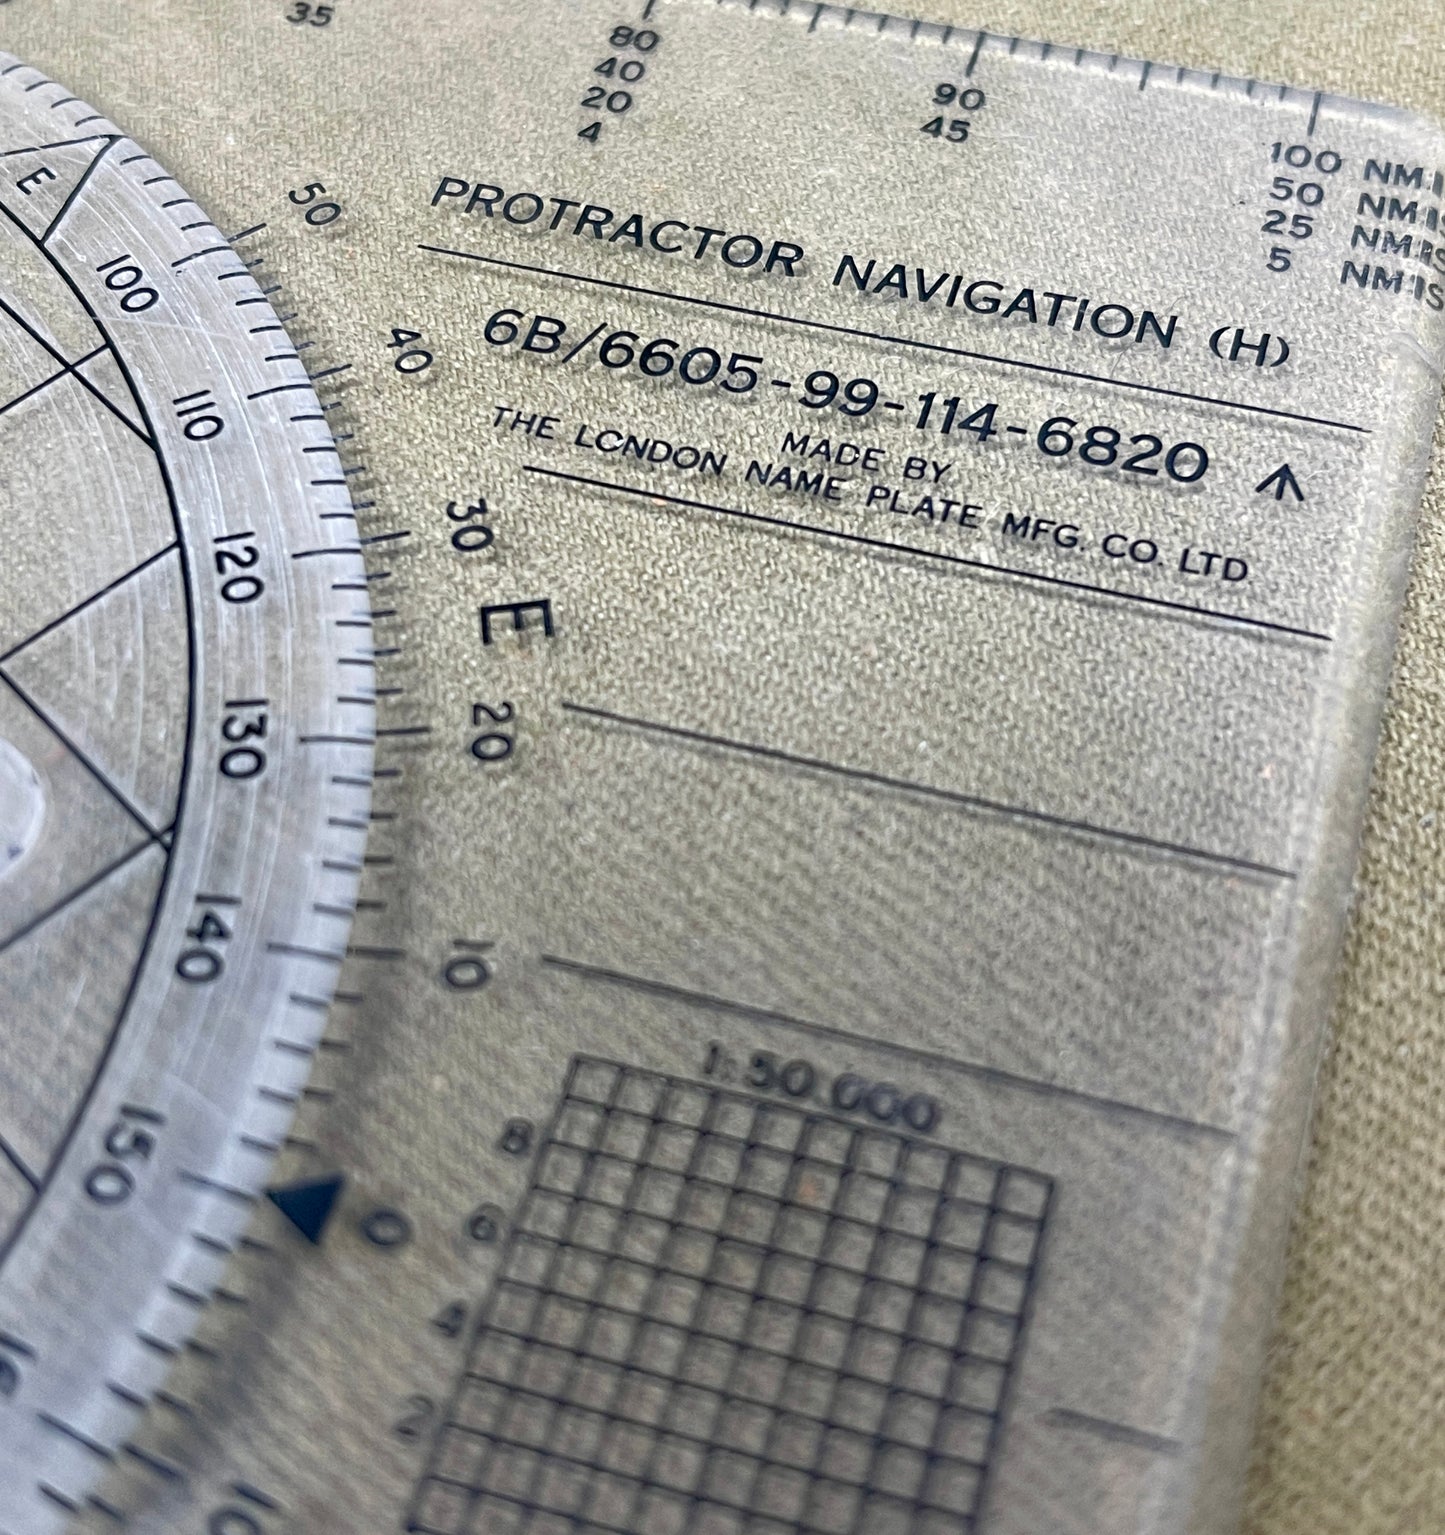 35
80
40
20
4
90
45
100 NM
50 NM
25 NM
5 NM
PROTRACTOR NAVIGATION (H)
6B/6605-99-114-6820
MADE BY
THE LONDON NAME PLATE MFG. CO. LTD
E
100
110
120
130
140
150
50
40
30
E
20
10
0
10
1:50 000
8
6
4
2